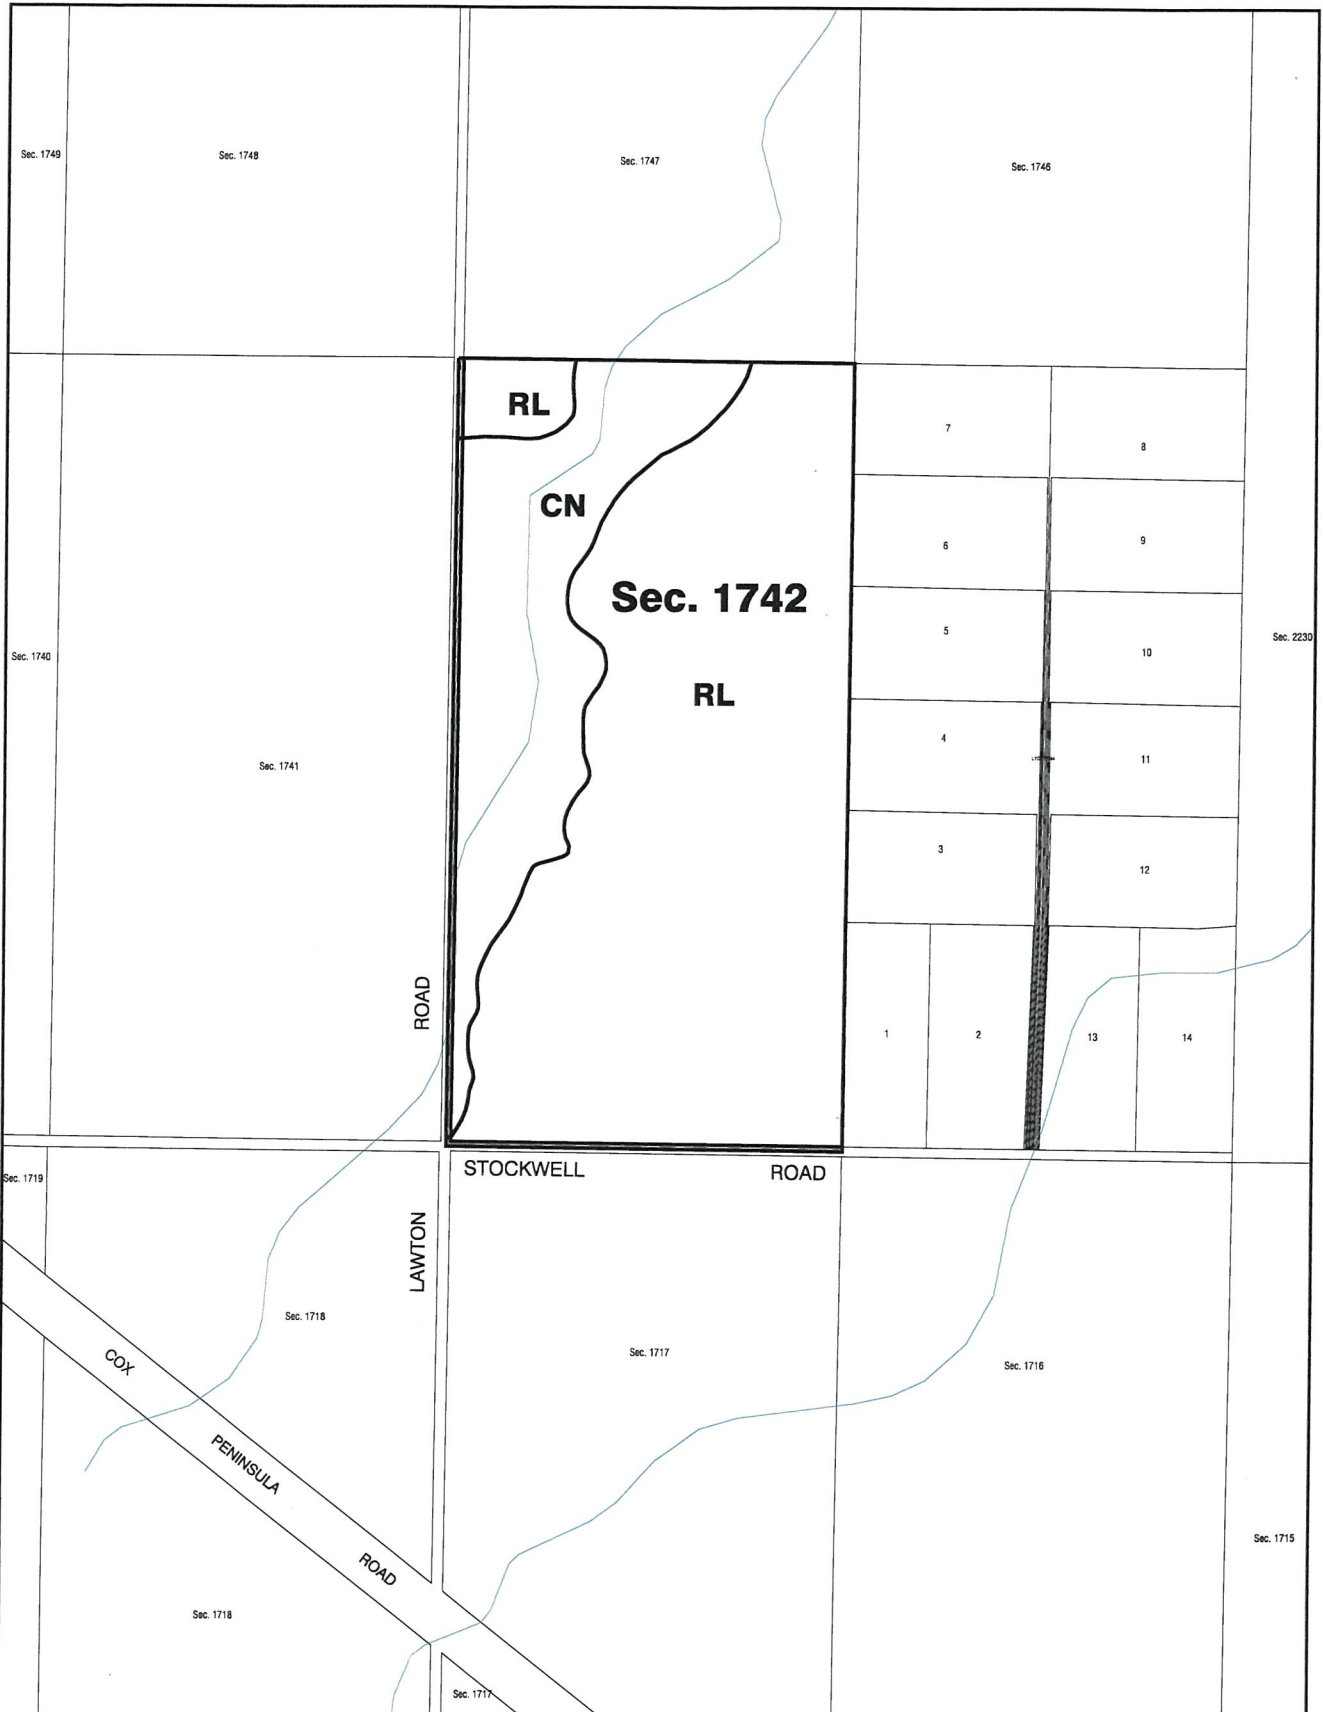 Sec. 1749
Sec. 1748
Sec. 1747
Sec. 1746
RL
7
8
CN
6
9
Sec. 1742
5
Sec. 2230
10
Sec. 1740
RL
4
11
Sec. 1741
3
12
ROAD
1
2
13
14
STOCKWELL ROAD
Sec. 1719
LAWTON
Sec. 1718
Sec. 1717
Sec. 1716
COX PENINSULA ROAD
Sec. 1715
Sec. 1718
Sec. 1717